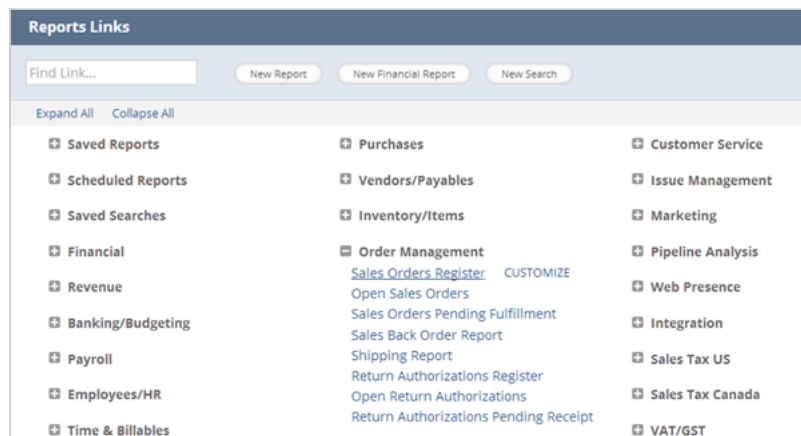 Reports Links
Find Link...
New Report
New Financial Report
New Search
Expand All
Collapse All
Saved Reports
Scheduled Reports
Saved Searches
Financial
Revenue
Banking/Budgeting
Payroll
Employees/HR
Time & Billables
Purchases
Vendors/Payables
Inventory/Items
Order Management
Sales Orders Register CUSTOMIZE
Open Sales Orders
Sales Orders Pending Fulfillment
Sales Back Order Report
Shipping Report
Return Authorizations Register
Open Return Authorizations
Return Authorizations Pending Receipt
Customer Service
Issue Management
Marketing
Pipeline Analysis
Web Presence
Integration
Sales Tax US
Sales Tax Canada
VAT/GST